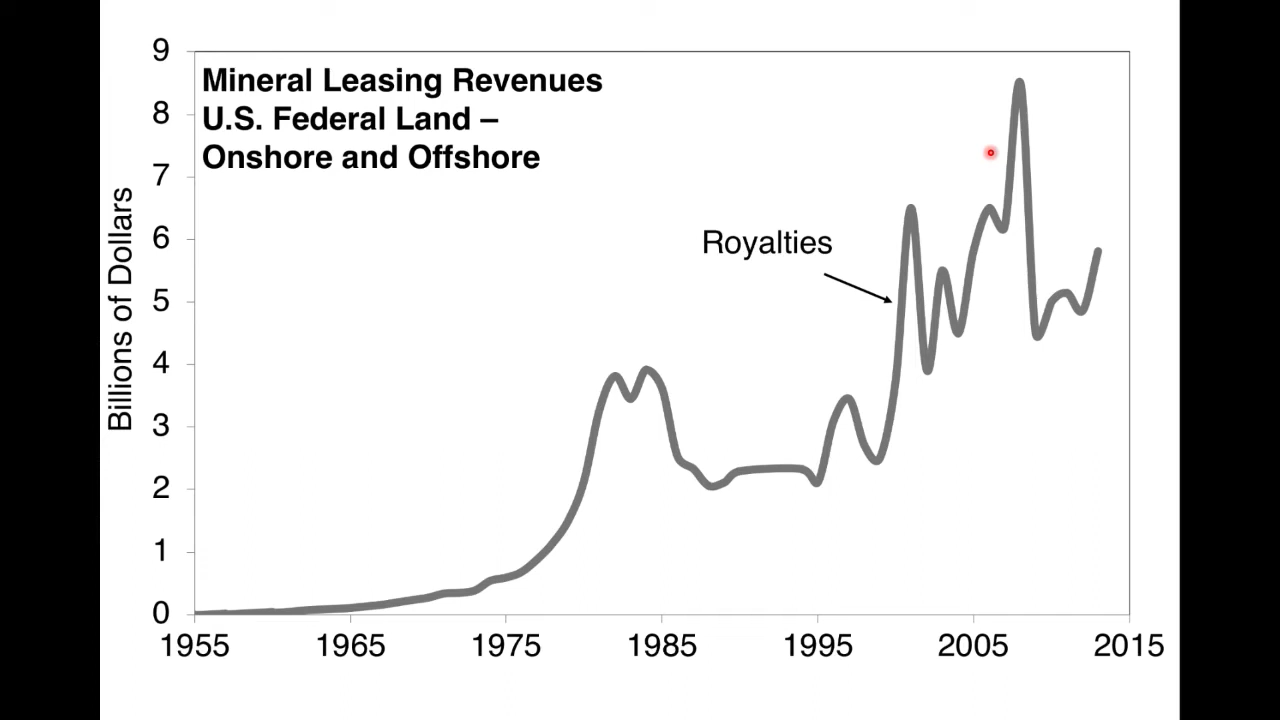 Mineral Leasing Revenues
U.S. Federal Land –
Onshore and Offshore
Billions of Dollars
9
8
7
6
5
4
3
2
1
0
Royalties
1955 1965 1975 1985 1995 2005 2015